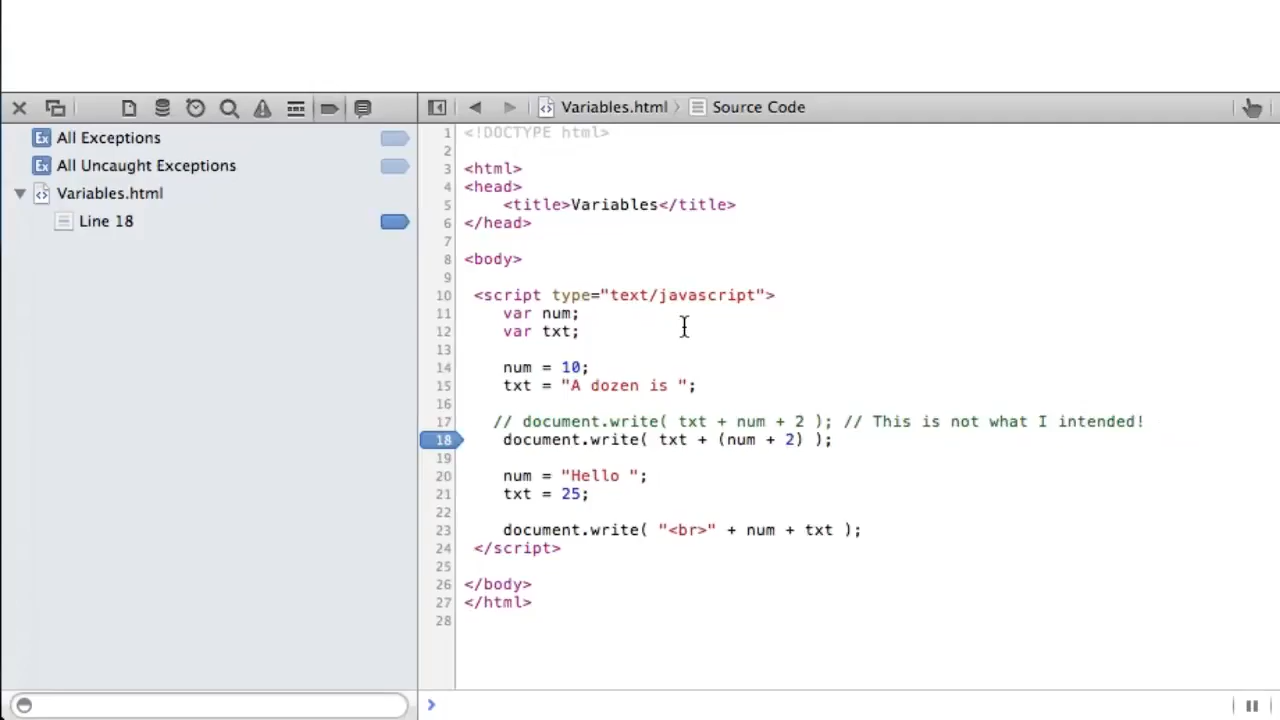 Variables.html 〉 Source Code
Ex All Exceptions
Ex All Uncaught Exceptions
Variables.html
Line 18
1 <!DOCTYPE html>
2
3 <html>
4 <head>
5 <title>Variables</title>
6 </head>
7
8 <body>
9
10 <script type="text/javascript">
11 var num;
12 var txt;
13
14 num = 10;
15 txt = "A dozen is ";
16
17 // document.write( txt + num + 2 ); // This is not what I intended!
18 document.write( txt + (num + 2) );
19
20 num = "Hello ";
21 txt = 25;
22
23 document.write( "<br>" + num + txt );
24 </script>
25
26 </body>
27 </html>
28